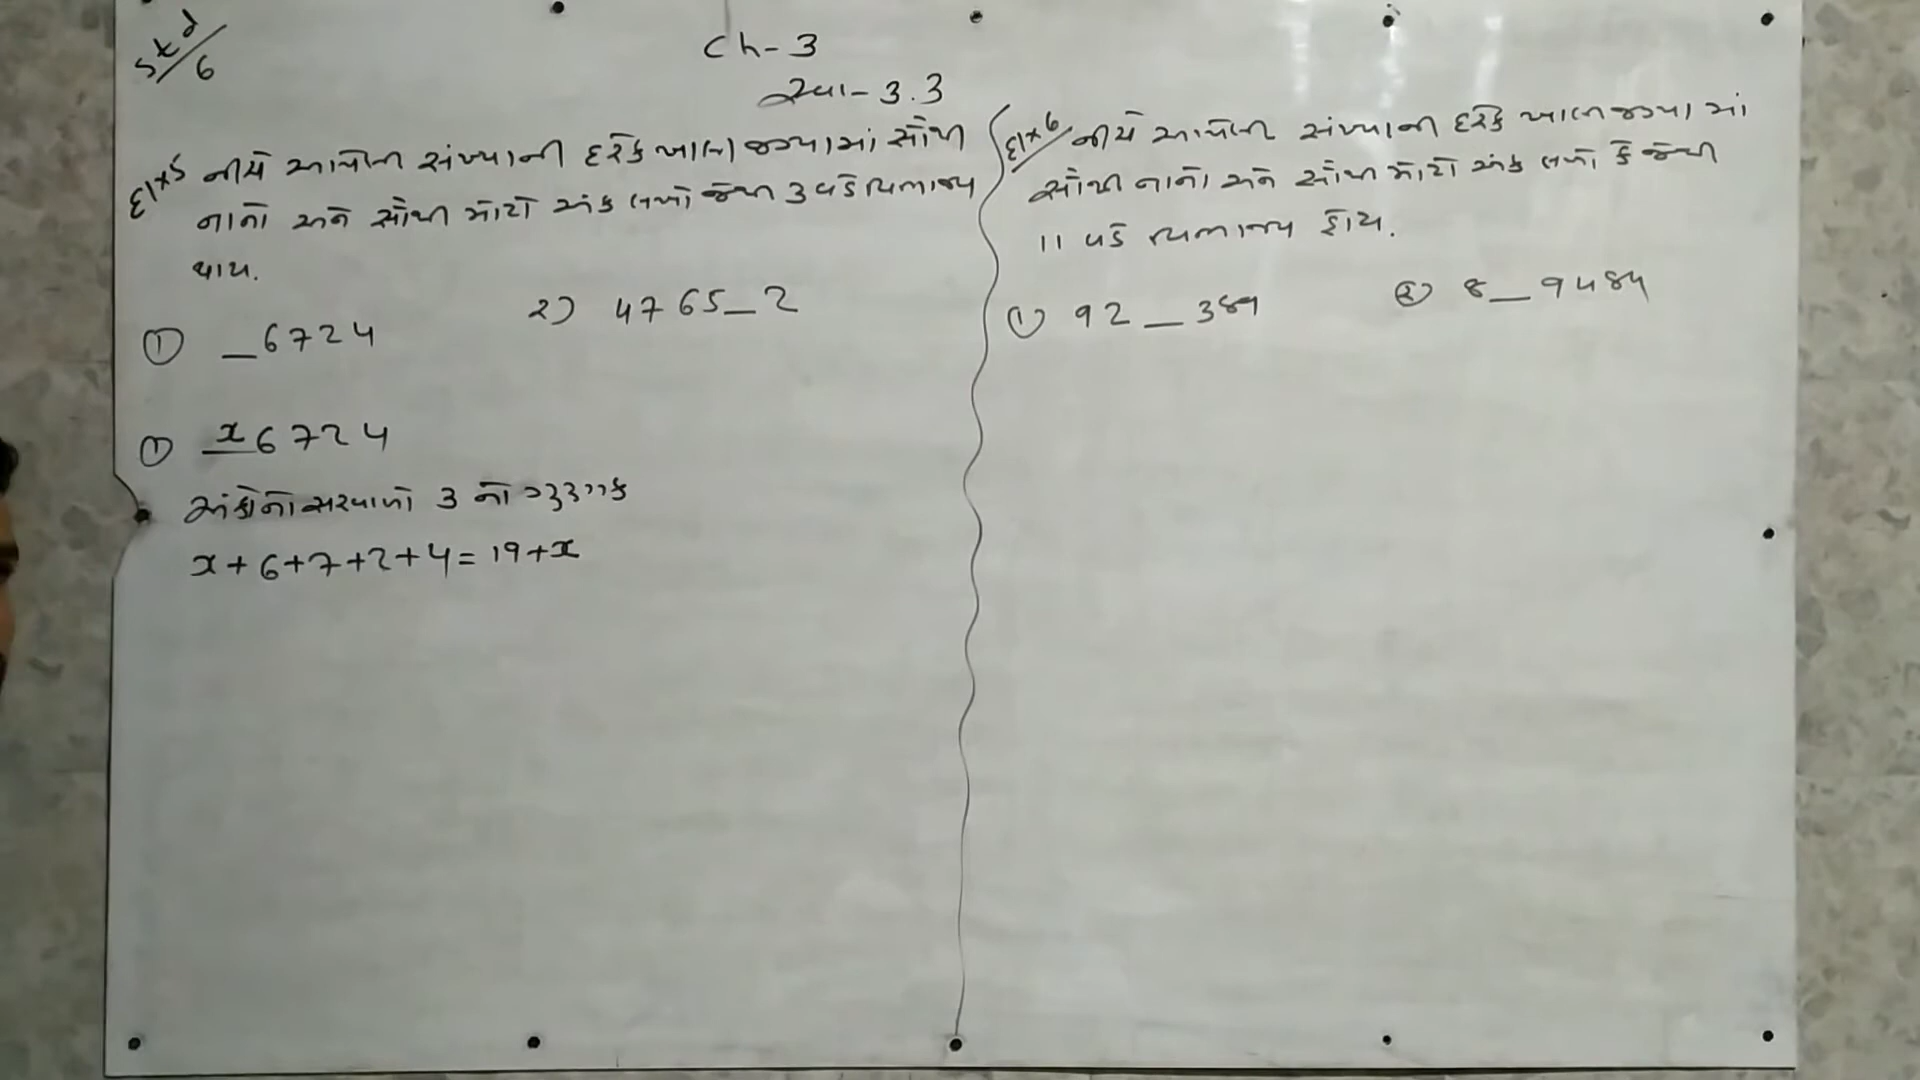 Std/6
Ch-3
સ્વા-3.3
દા*5 નીચે આપેલ સંખ્યાની દરેક ખાલી જગ્યામાં સૌથી
નાનો અને સૌથી મોટો અંક લખો જેથી 3 વડે વિભાજ્ય
થાય.
① _6724
2) 4765_2
① x6724
અંકોનો સરવાળો 3 નો
x+6+7+2+4=19+x
દા*6 નીચે આપેલ સંખ્યાની દરેક ખાલી જગ્યામાં
સૌથી નાનો અને સૌથી મોટો અંક લખો કે જેથી
11 વડે વિભાજ્ય હોય.
① 92_389
② 8_9484